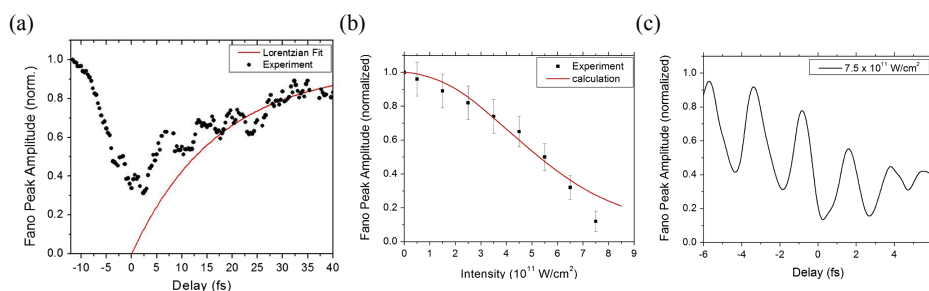 (a)
Fano Peak Amplitude (norm.)
1.0
0.8
0.6
0.4
0.2
0.0
Lorentzian Fit
Experiment
-10 -5 0 5 10 15 20 25 30 35 40
Delay (fs)
(b)
Fano Peak Amplitude (normalized)
1.0
0.8
0.6
0.4
0.2
0.0
Experiment
calculation
0 1 2 3 4 5 6 7 8 9
Intensity (10¹¹ W/cm²)
(c)
Fano Peak Amplitude (normalized)
1.0
0.8
0.6
0.4
0.2
0.0
7.5 x 10¹¹ W/cm²
-6 -4 -2 0 2 4
Delay (fs)